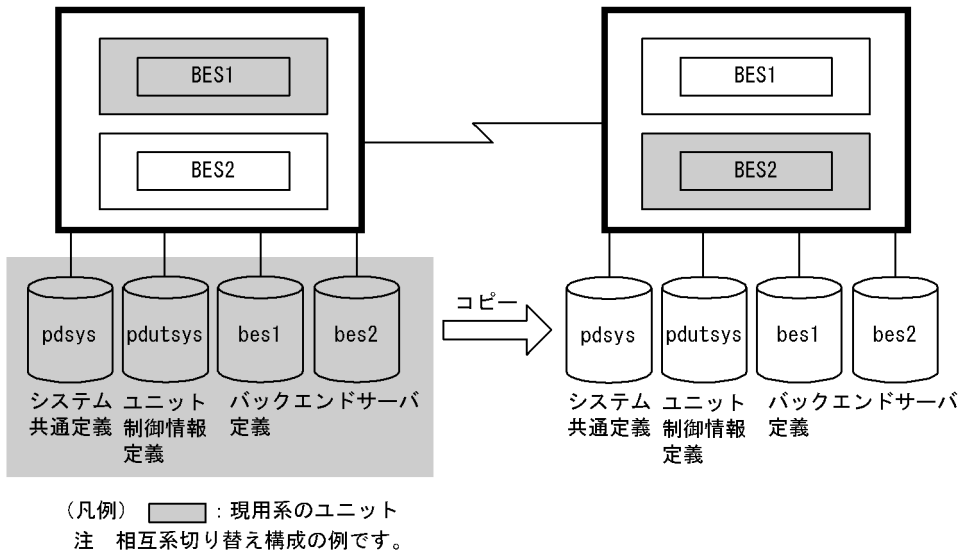 BES1
BES2
BES1
BES2
コピー
pdsys
pdutsys
bes1
bes2
システム
共通定義
ユニット
制御情報
定義
バックエンドサーバ
定義
pdsys
pdutsys
bes1
bes2
システム
共通定義
ユニット
制御情報
定義
バックエンドサーバ
定義
（凡例）　：現用系のユニット
注　相互系切り替え構成の例です。